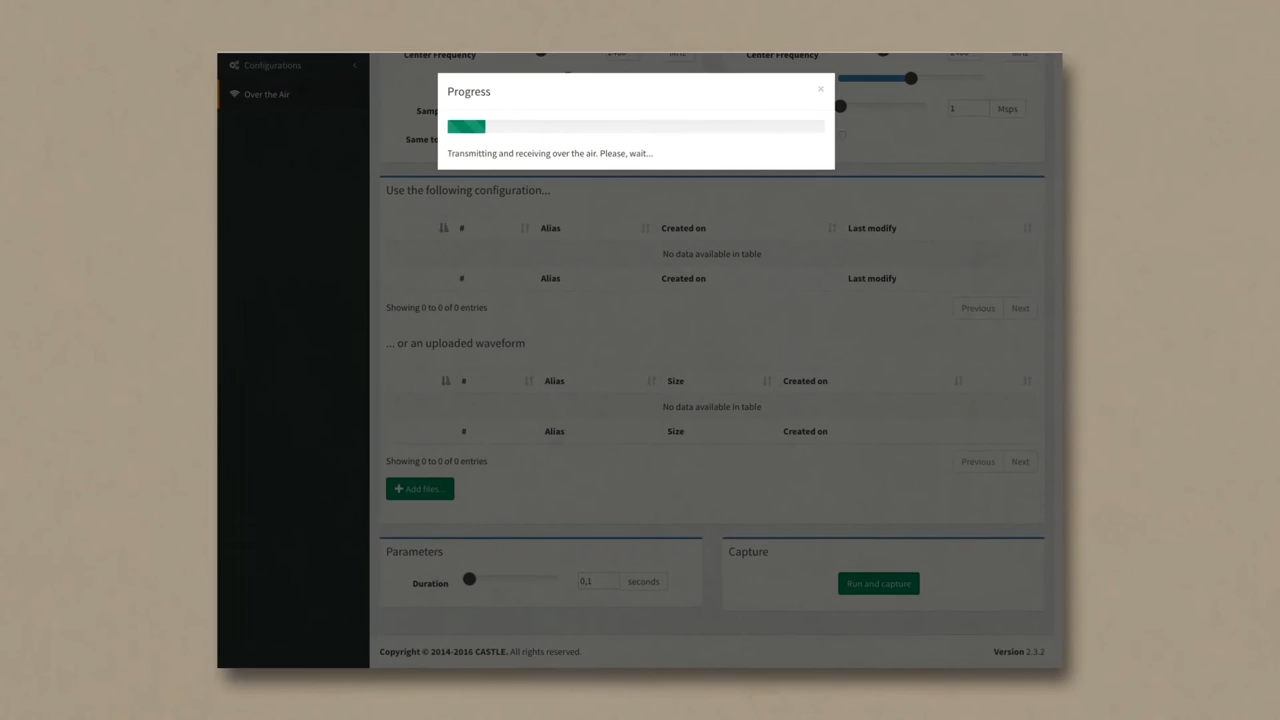 Center Frequency
Center Frequency
Configurations
Over the Air
Progress
×
1 Msps
Same to
Transmitting and receiving over the air. Please, wait...
Use the following configuration...
# Alias Created on Last modify
No data available in table
# Alias Created on Last modify
Showing 0 to 0 of 0 entries
Previous Next
... or an uploaded waveform
# Alias Size Created on
No data available in table
# Alias Size Created on
Showing 0 to 0 of 0 entries
Previous Next
Add files...
Parameters
Duration 0,1 seconds
Capture
Run and capture
Copyright © 2014-2016 CASTLE. All rights reserved.
Version 2.3.2